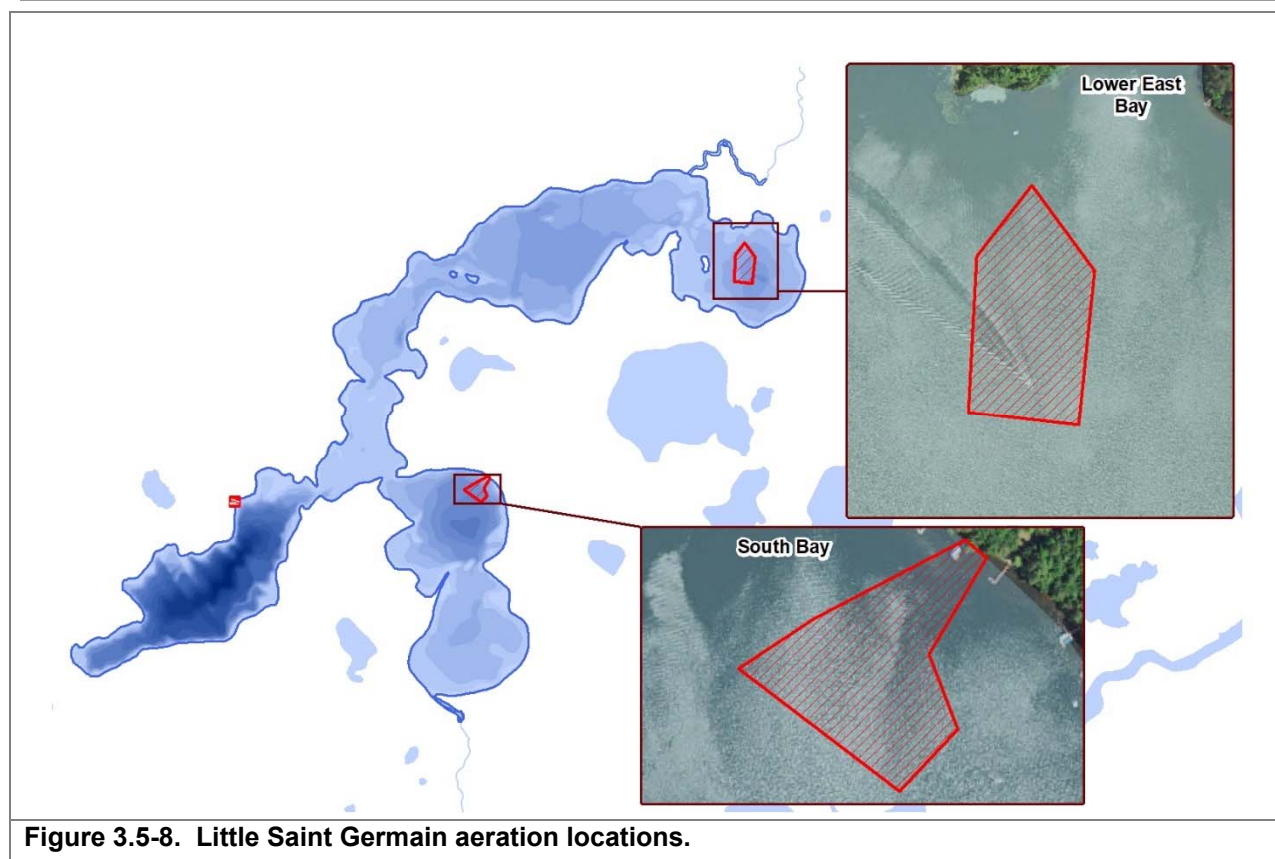 Lower East
Bay
South Bay
Figure 3.5-8. Little Saint Germain aeration locations.